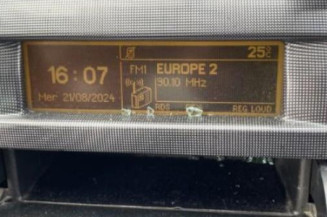 25°C
FM1 EUROPE 2
16:07
90.10 MHz
Mer 21/08/2024
RDS REG LOUD